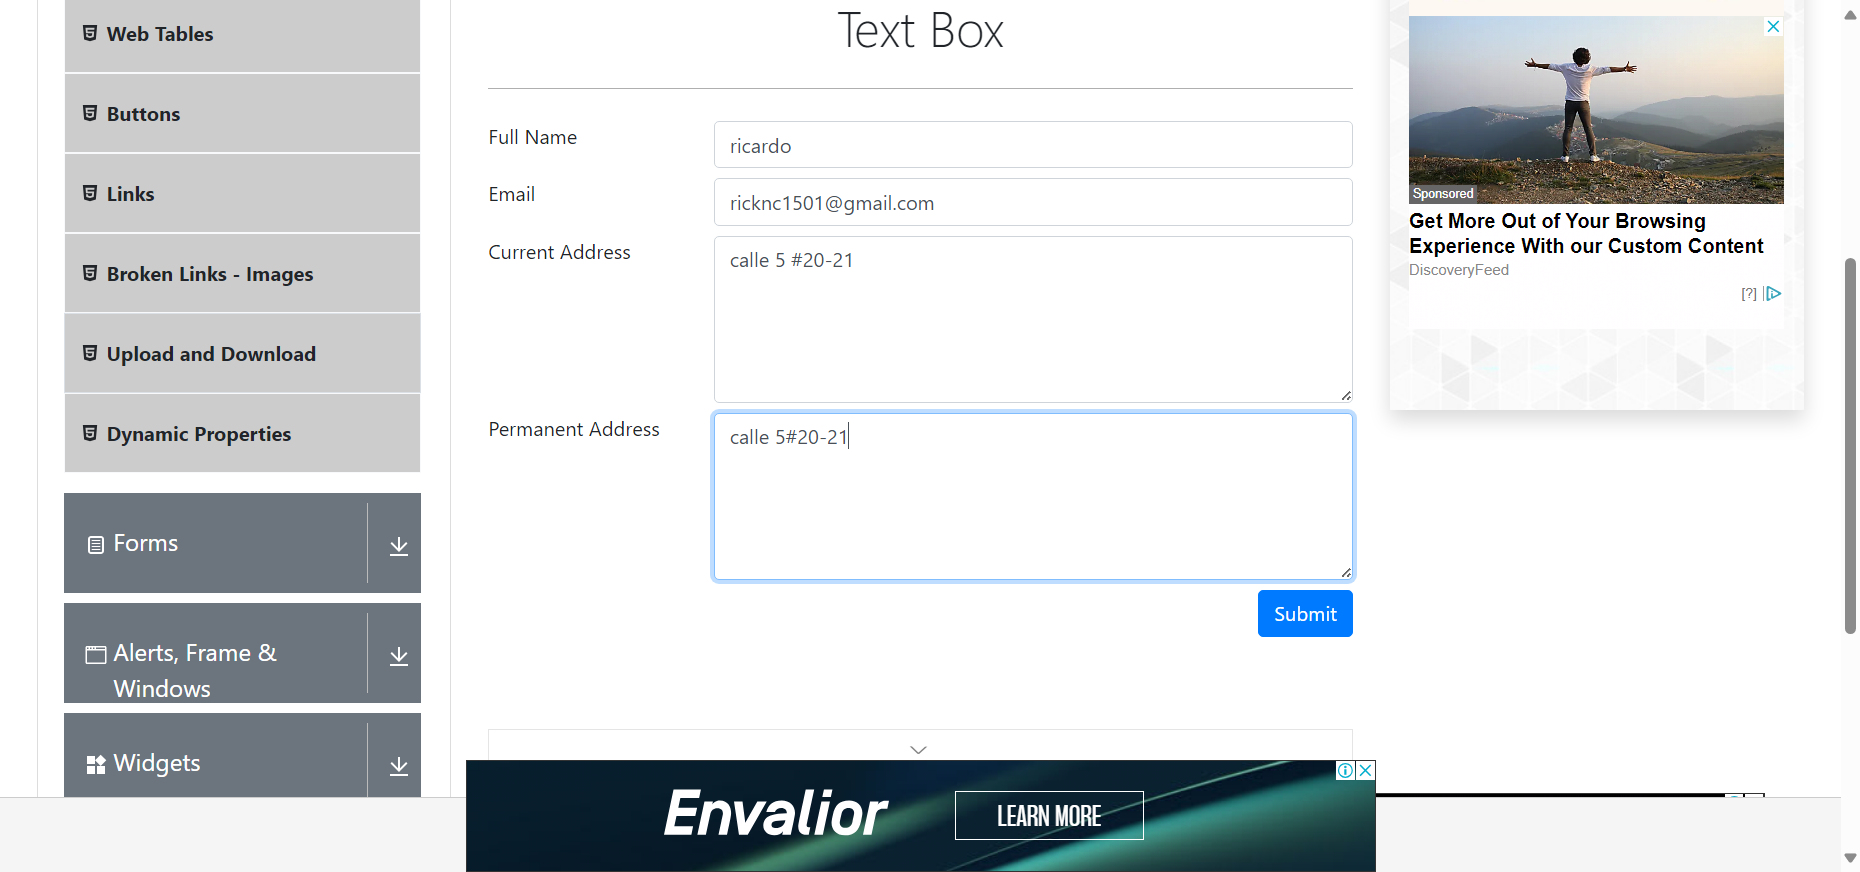 Web Tables
Buttons
Links
Broken Links - Images
Upload and Download
Dynamic Properties
Forms
Alerts, Frame &
Windows
Widgets
Text Box
Full Name
ricardo
Email
ricknc1501@gmail.com
Current Address
calle 5 #20-21
Permanent Address
calle 5#20-21
Submit
Sponsored
Get More Out of Your Browsing
Experience With our Custom Content
DiscoveryFeed
[?]
Envalior
LEARN MORE